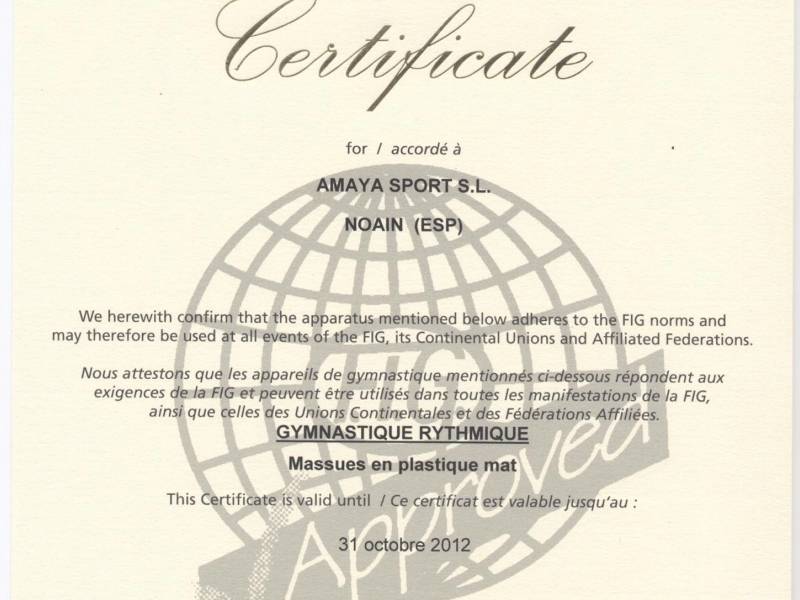 Certificate
for / accordé à
AMAYA SPORT S.L.
NOAIN (ESP)
We herewith confirm that the apparatus mentioned below adheres to the FIG norms and
may therefore be used at all events of the FIG, its Continental Unions and Affiliated Federations.
Nous attestons que les appareils de gymnastique mentionnés ci-dessous répondent aux
exigences de la FIG et peuvent être utilisés dans toutes les manifestations de la FIG,
ainsi que celles des Unions Continentales et des Fédérations Affiliées.
GYMNASTIQUE RYTHMIQUE
Massues en plastique mat
This Certificate is valid until / Ce certificat est valable jusqu'au :
31 octobre 2012
FIG
Approved